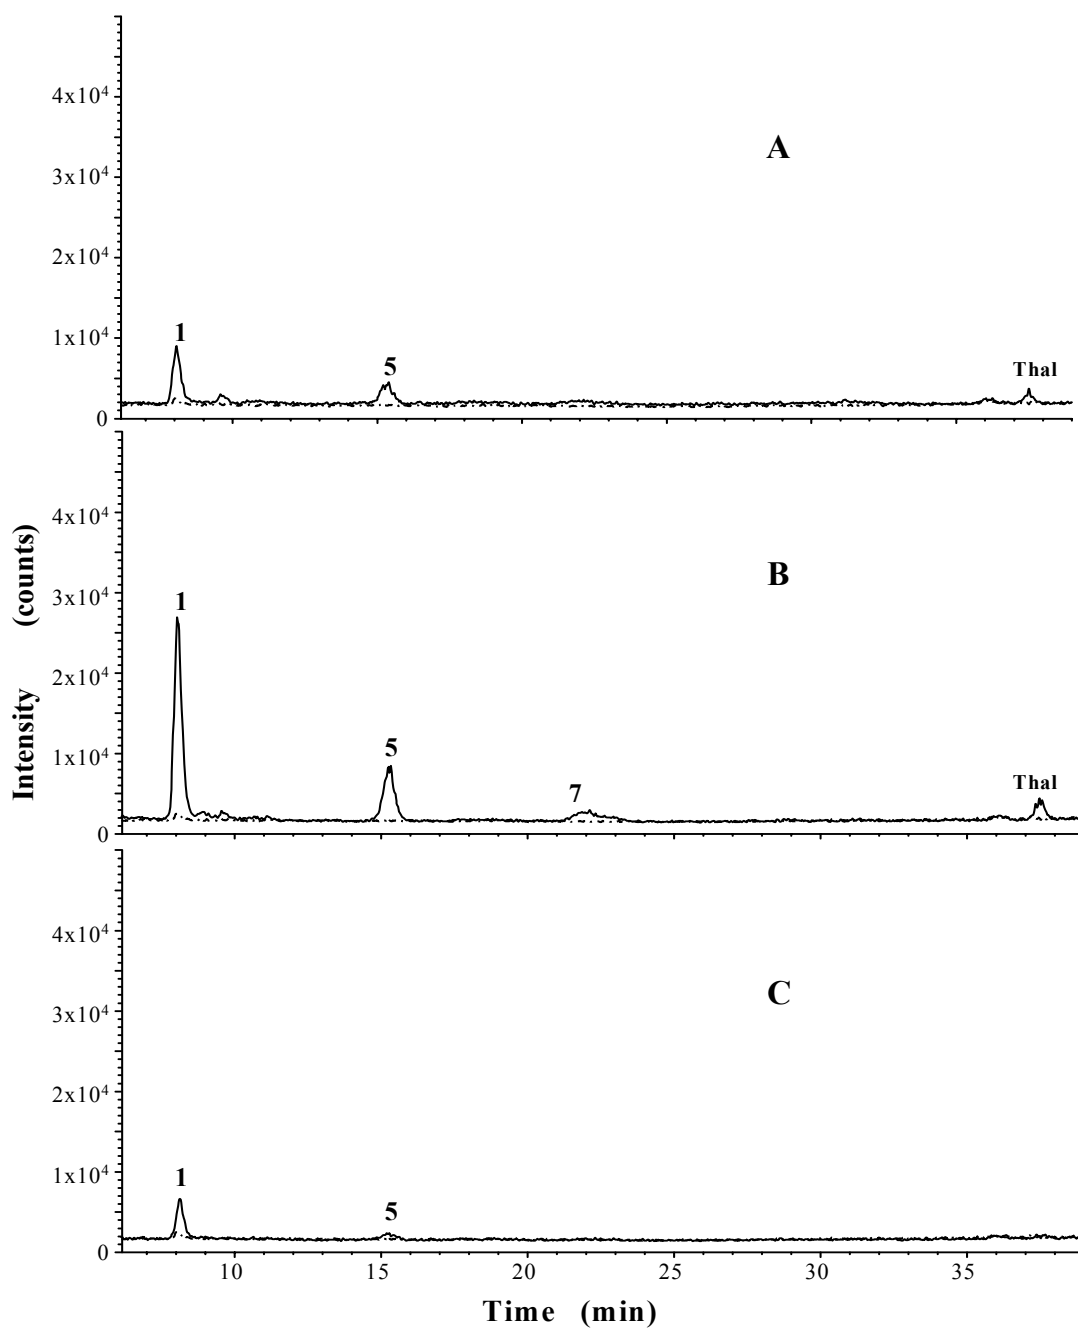 4x10⁴
A
3x10⁴
2x10⁴
1x10⁴
1
5
Thal
0
4x10⁴
B
3x10⁴
1
2x10⁴
1x10⁴
5
7
Thal
0
Intensity (counts)
4x10⁴
C
3x10⁴
2x10⁴
1x10⁴
1
5
0
10 15 20 25 30 35
Time (min)